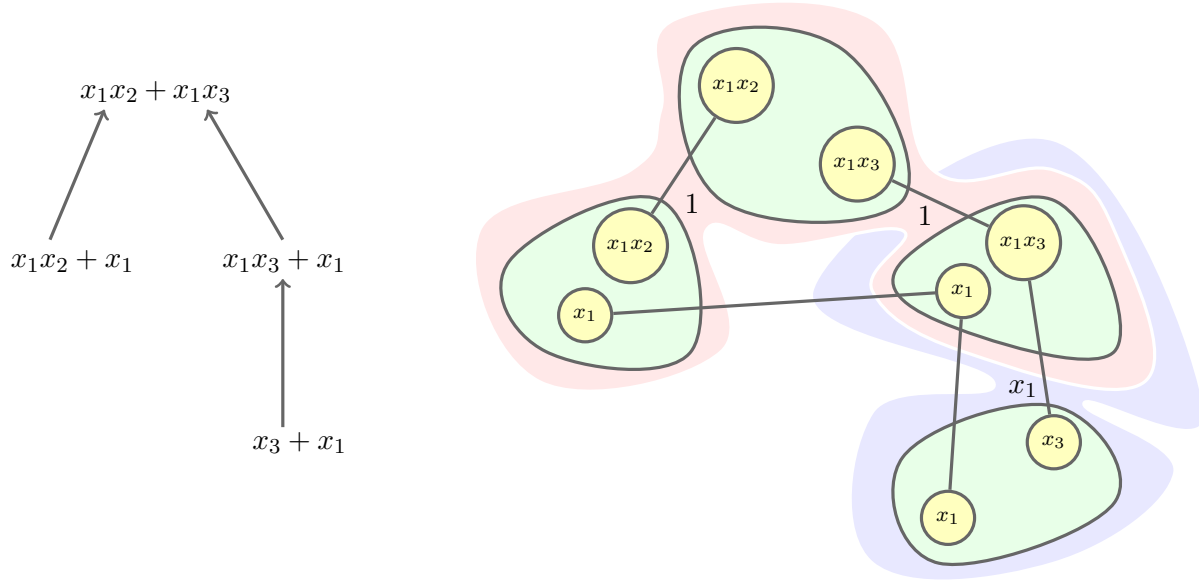 x₁x₂ + x₁x₃
x₁x₂ + x₁
x₁x₃ + x₁
x₃ + x₁
x₁x₂
x₁x₃
1
1
x₁x₂
x₁x₃
x₁
x₁
x₁
x₃
x₁